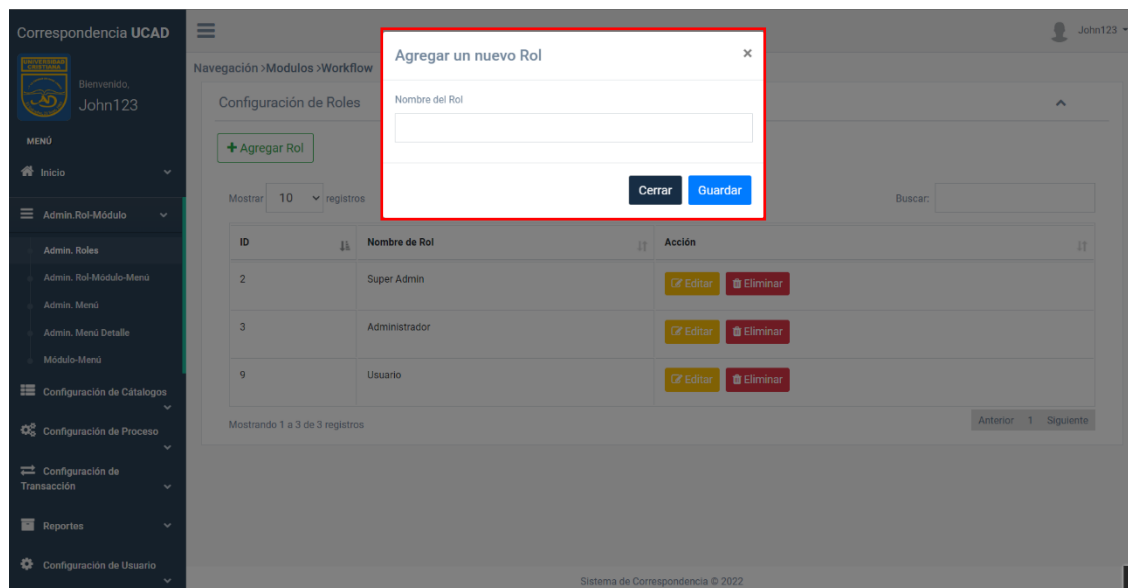 Correspondencia UCAD
UNIVERSIDAD
CRISTIANA
Bienvenido,
John123
MENÚ
Inicio
Admin.Rol-Módulo
Admin. Roles
Admin. Rol-Módulo-Menú
Admin. Menú
Admin. Menú Detalle
Módulo-Menú
Configuración de Cátalogos
Configuración de Proceso
Configuración de
Transacción
Reportes
Configuración de Usuario
John123
Navegación >Modulos >Workflow
Configuración de Roles
+ Agregar Rol
Mostrar 10 registros
Buscar:
Agregar un nuevo Rol ×
Nombre del Rol
Cerrar Guardar
ID Nombre de Rol Acción
2 Super Admin Editar Eliminar
3 Administrador Editar Eliminar
9 Usuario Editar Eliminar
Mostrando 1 a 3 de 3 registros
Anterior 1 Siguiente
Sistema de Correspondencia © 2022